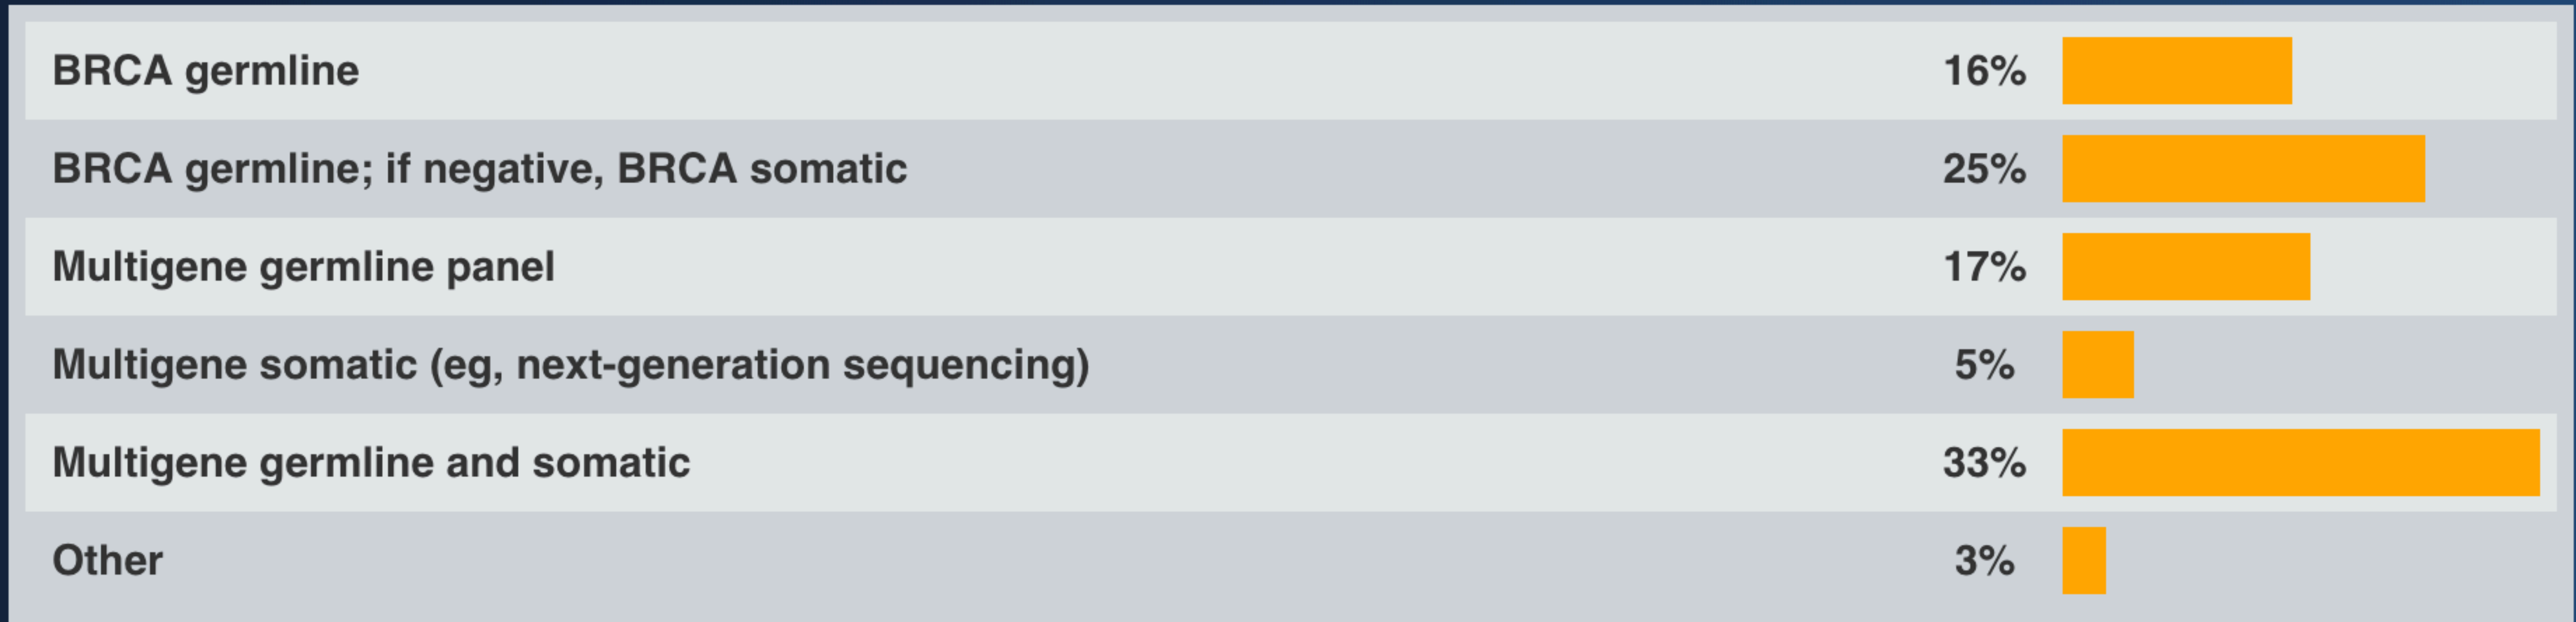 BRCA germline 16%
BRCA germline; if negative, BRCA somatic 25%
Multigene germline panel 17%
Multigene somatic (eg, next-generation sequencing) 5%
Multigene germline and somatic 33%
Other 3%